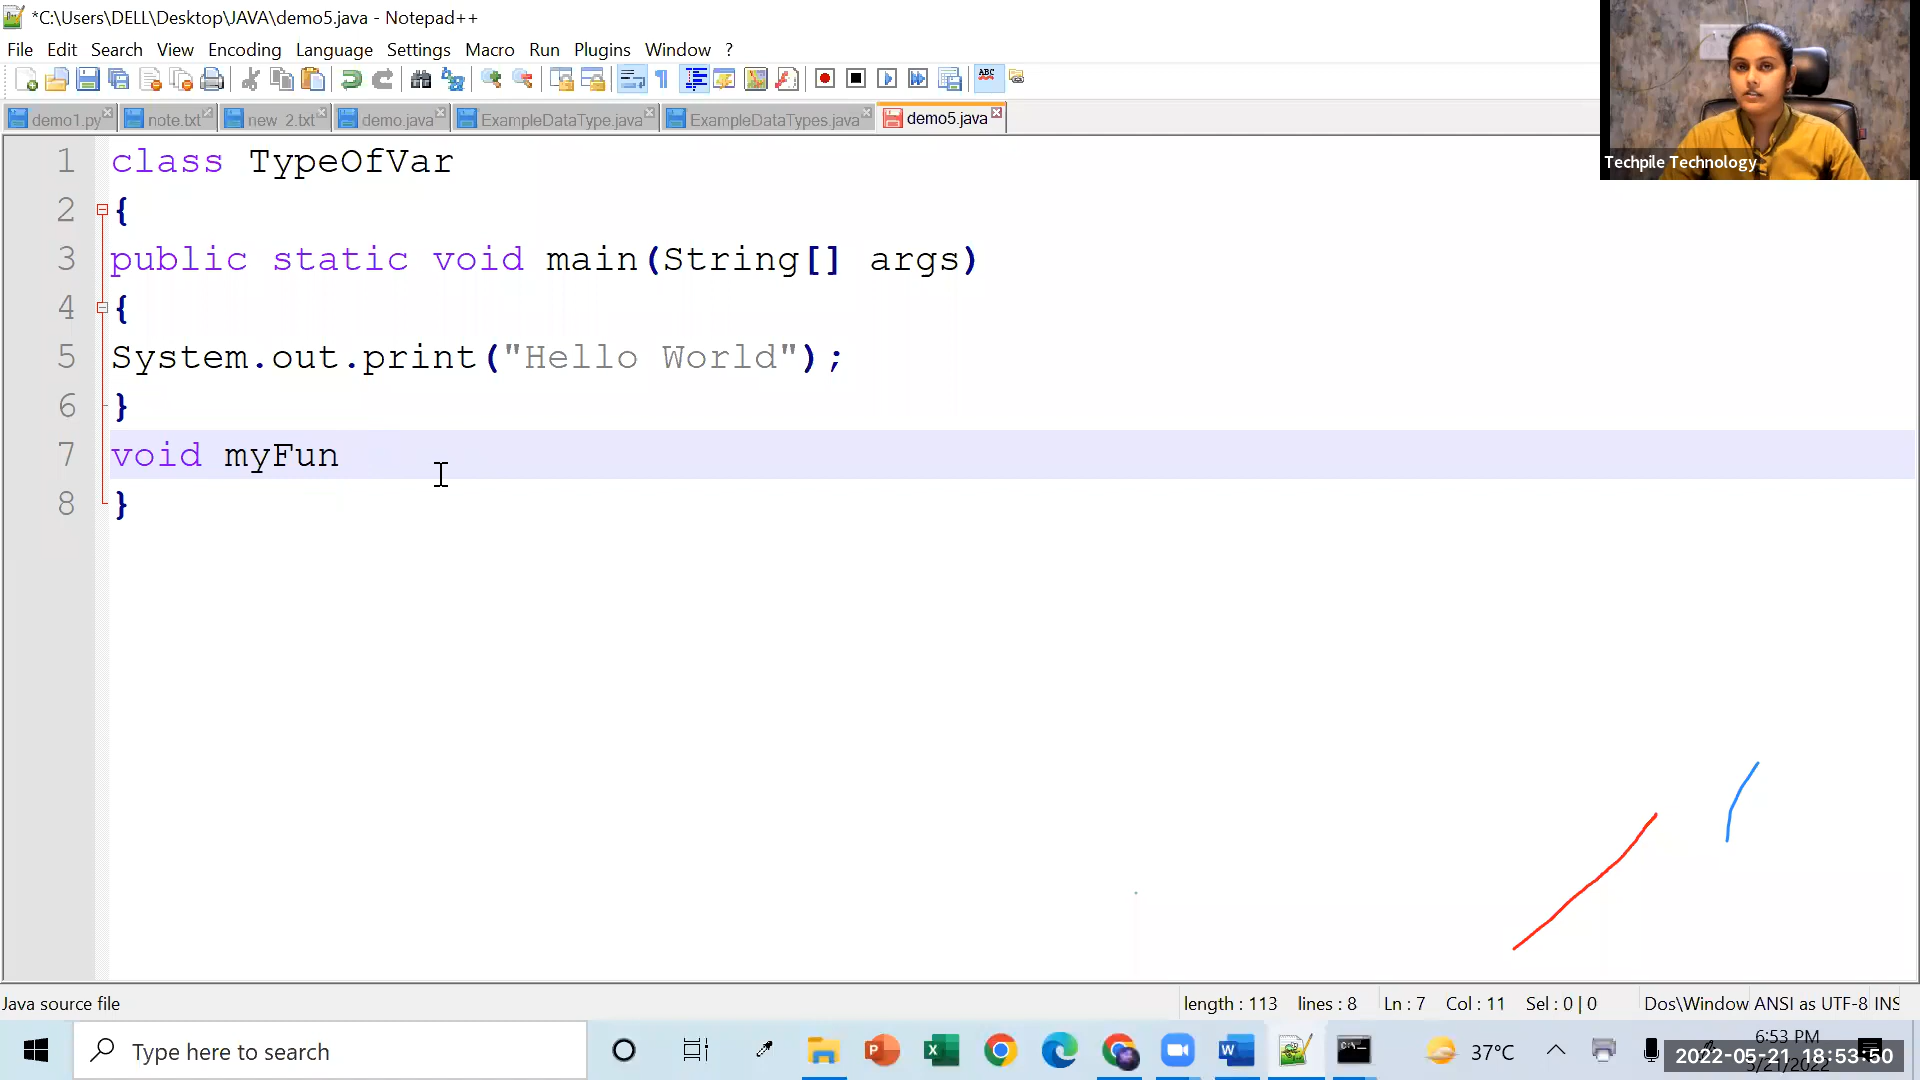 *C:\Users\DELL\Desktop\JAVA\demo5.java - Notepad++
File Edit Search View Encoding Language Settings Macro Run Plugins Window ?
ABC
demo1.py note.txt new 2.txt demo.java ExampleDataType.java ExampleDataTypes.java demo5.java
Techpile Technology
1 class TypeOfVar
2 {
3 public static void main(String[] args)
4 {
5 System.out.print("Hello World");
6 }
7 void myFun
8 }
Java source file length : 113 lines : 8 Ln : 7 Col : 11 Sel : 0 | 0 Dos\Window ANSI as UTF-8 INS
Type here to search
37°C
6:53 PM
2022-05-21 18:53:50